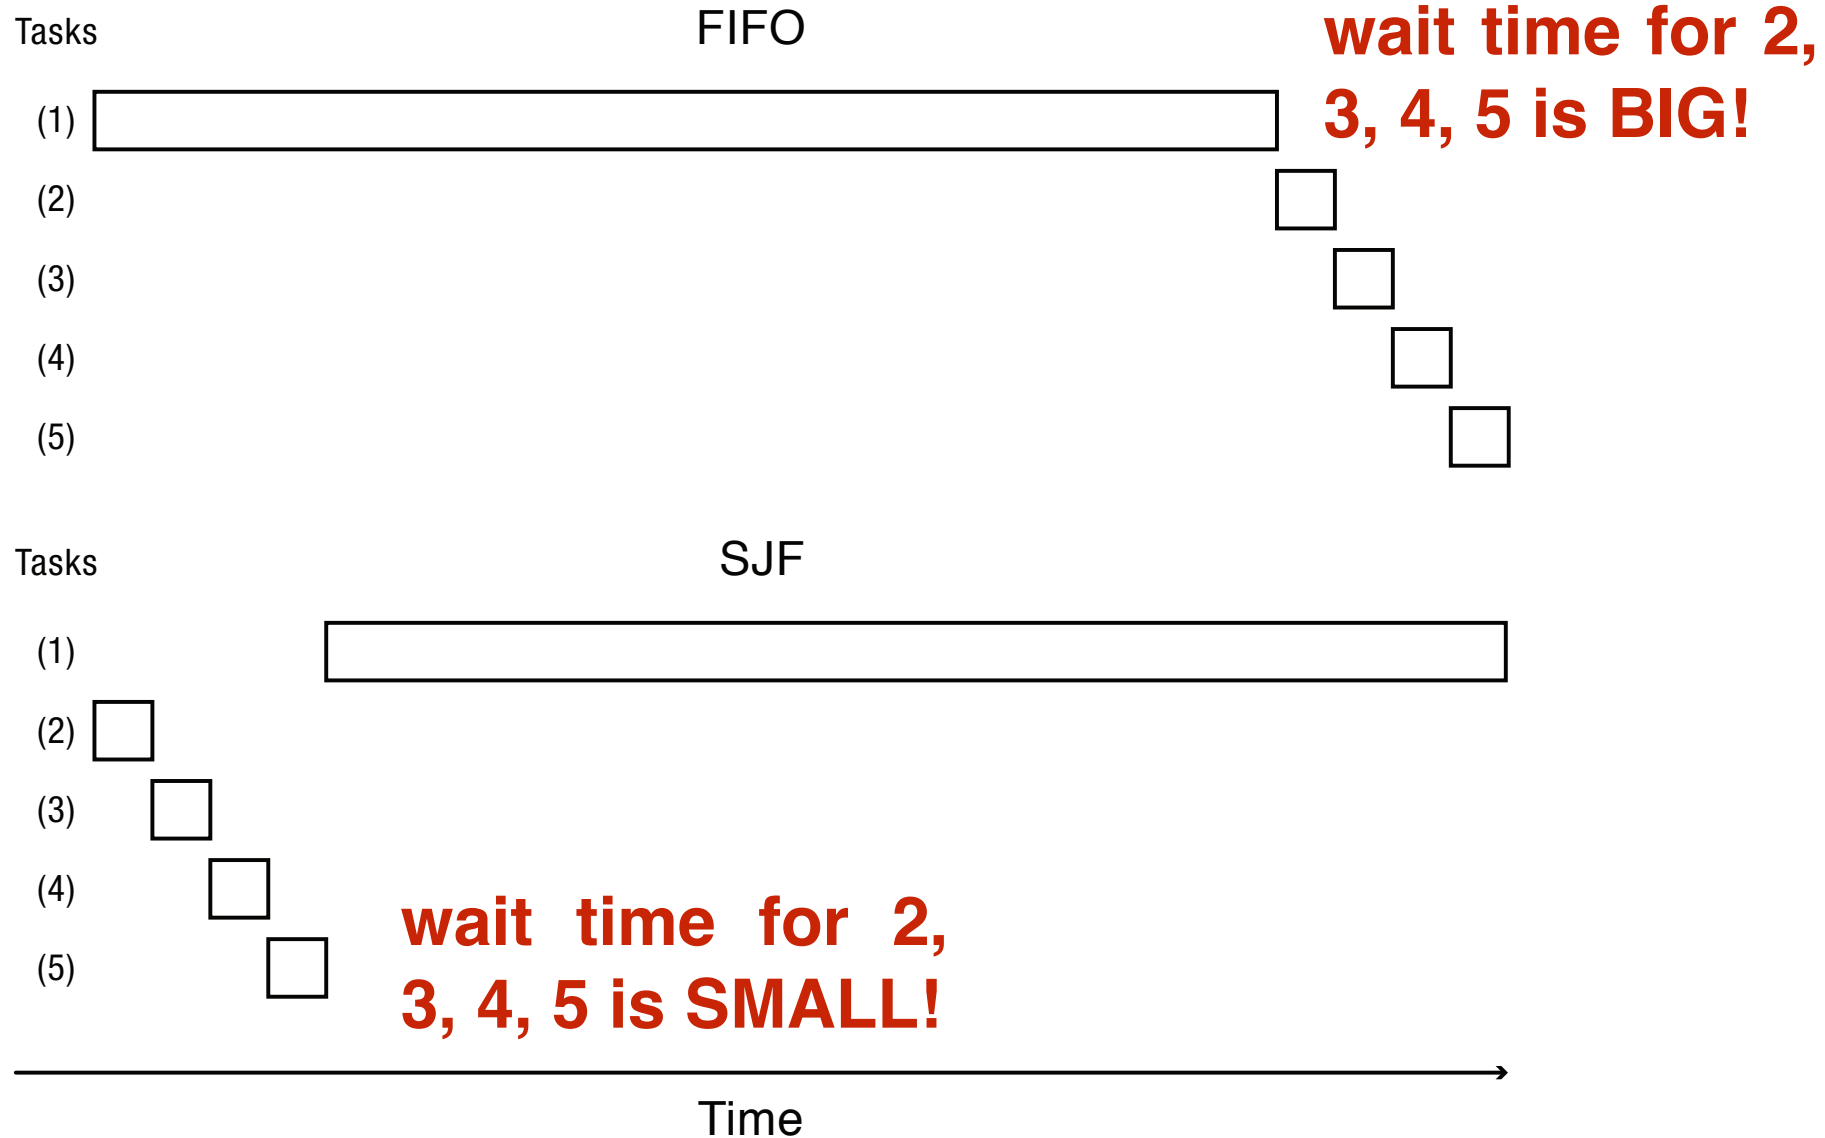 Tasks FIFO wait time for 2,
(1) 3, 4, 5 is BIG!
(2)
(3)
(4)
(5)
Tasks SJF
(1)
(2)
(3)
(4)
wait time for 2,
(5)
3, 4, 5 is SMALL!
Time